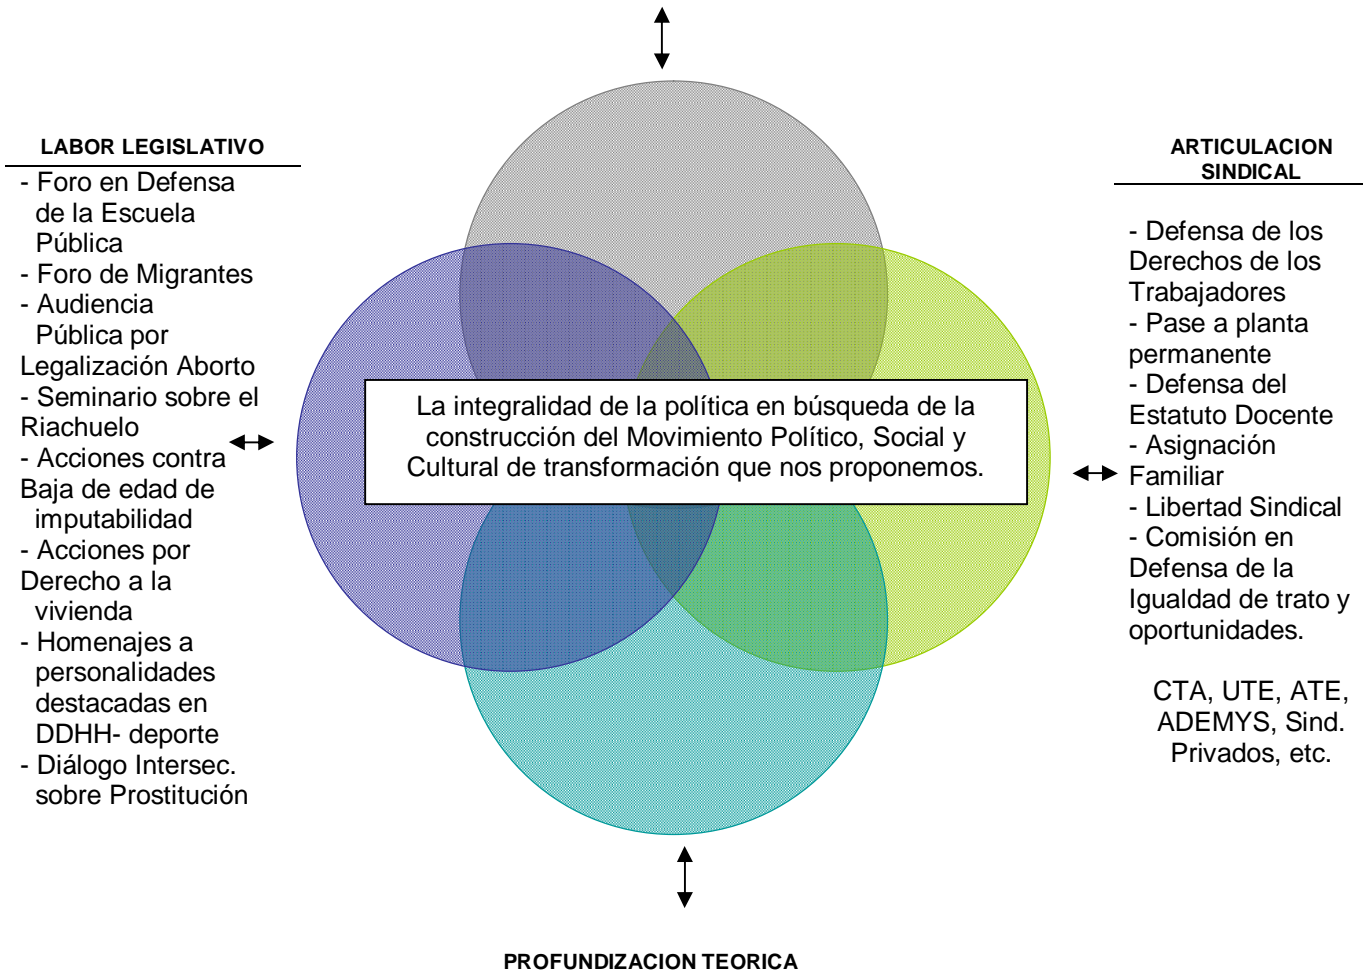 LABOR LEGISLATIVO
- Foro en Defensa
de la Escuela
Pública
- Foro de Migrantes
- Audiencia
Pública por
Legalización Aborto
- Seminario sobre el
Riachuelo
- Acciones contra
Baja de edad de
imputabilidad
- Acciones por
Derecho a la
vivienda
- Homenajes a
personalidades
destacadas en
DDHH- deporte
- Diálogo Intersec.
sobre Prostitución
La integralidad de la política en búsqueda de la
construcción del Movimiento Político, Social y
Cultural de transformación que nos proponemos.
ARTICULACION
SINDICAL
- Defensa de los
Derechos de los
Trabajadores
- Pase a planta
permanente
- Defensa del
Estatuto Docente
- Asignación
Familiar
- Libertad Sindical
- Comisión en
Defensa de la
Igualdad de trato y
oportunidades.
CTA, UTE, ATE,
ADEMYS, Sind.
Privados, etc.
PROFUNDIZACION TEORICA